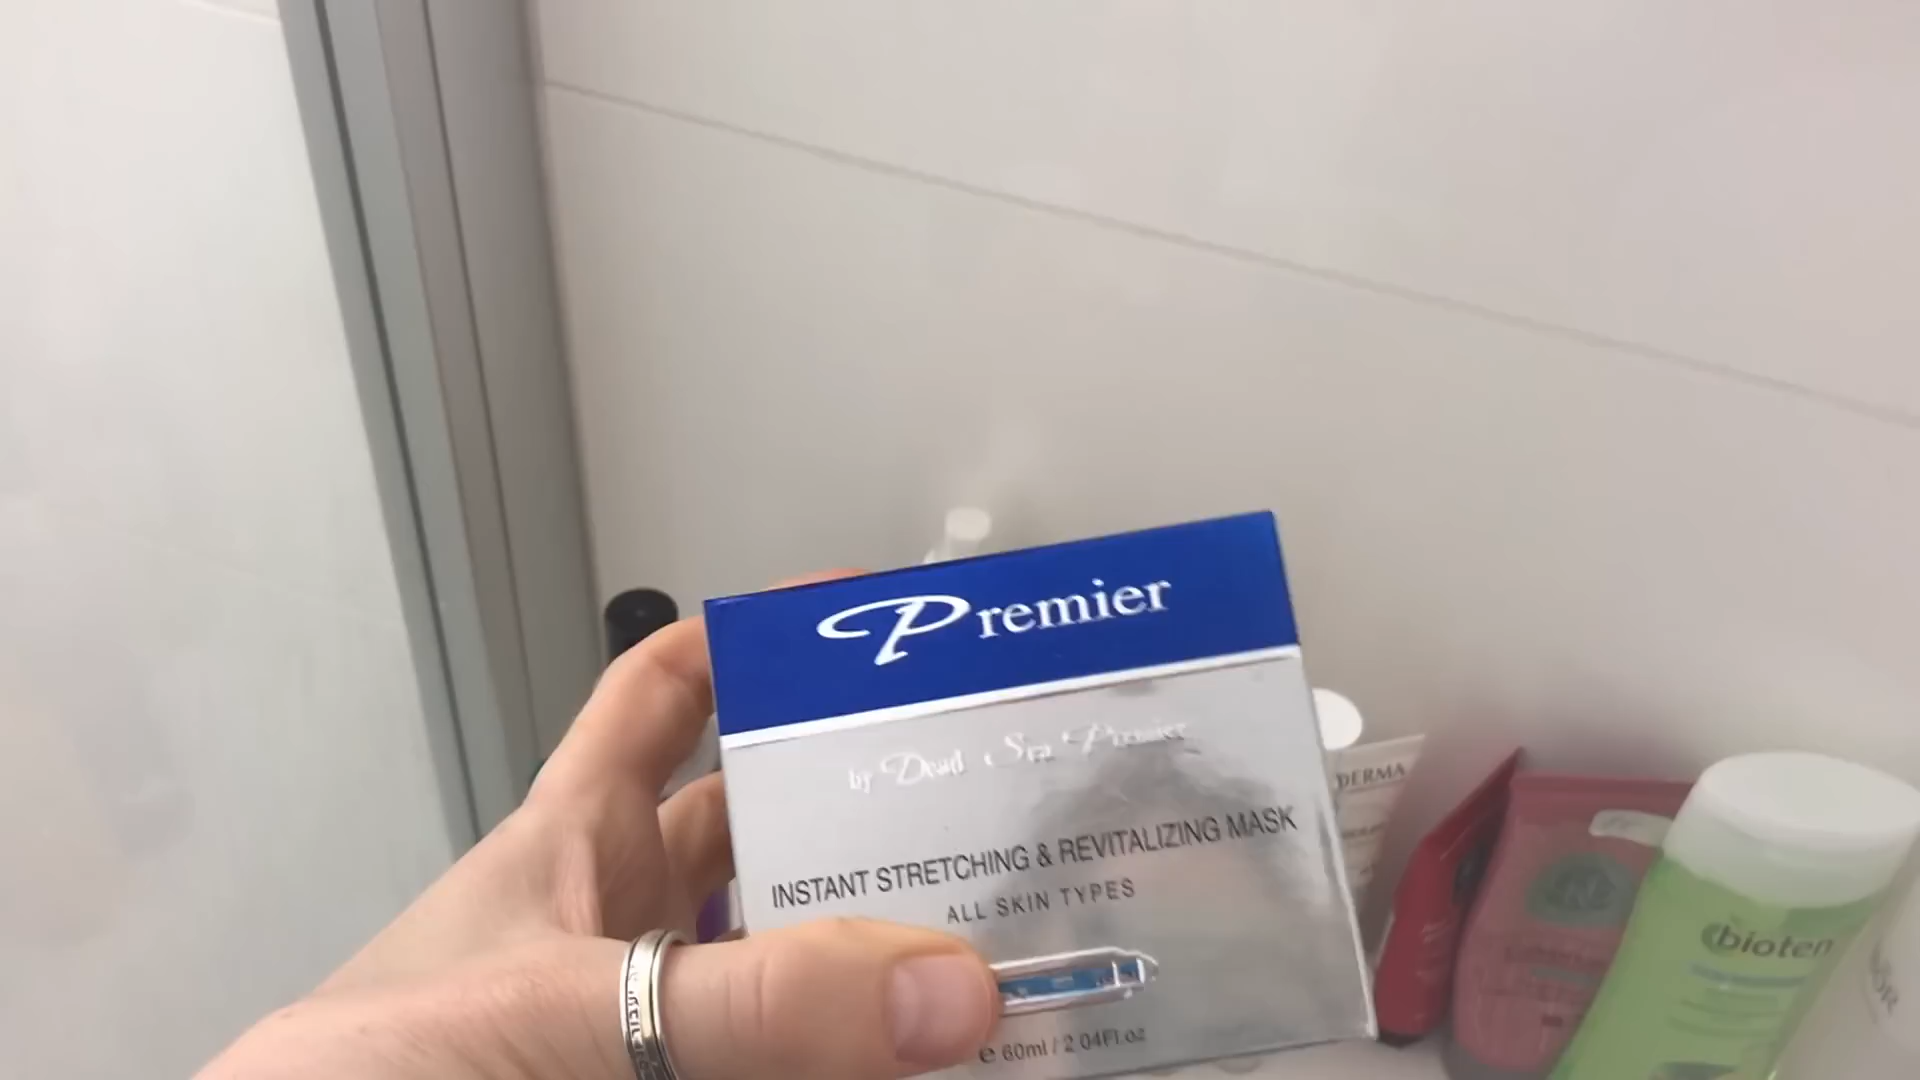 Premier
by Dead Sea Premier
INSTANT STRETCHING & REVITALIZING MASK
ALL SKIN TYPES
e 60ml / 2.04Fl.oz
DERMA
bioten